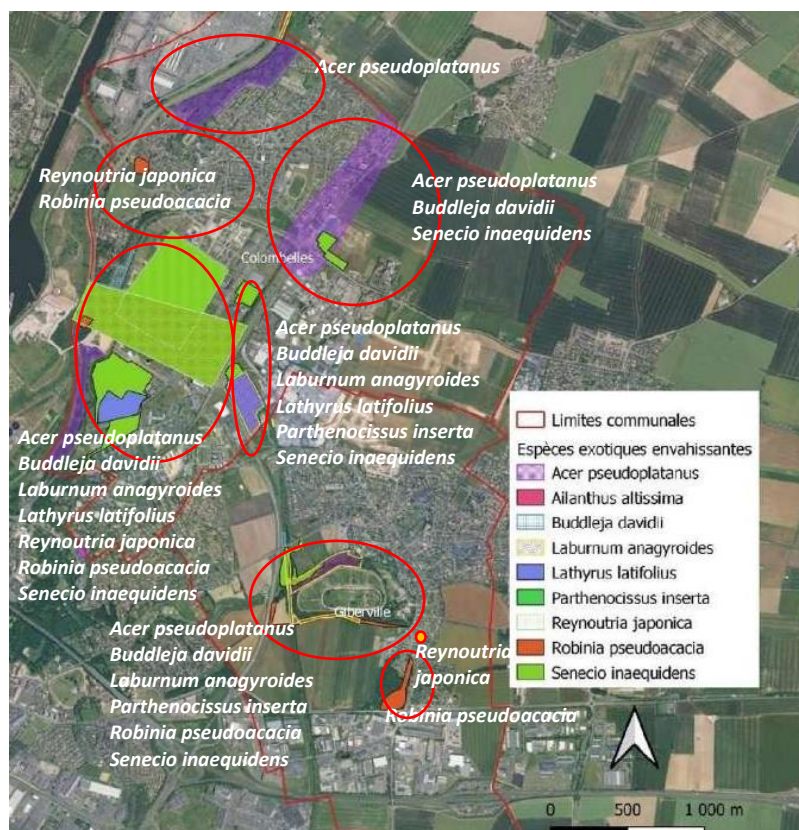 Acer pseudoplatanus
Reynoutria japonica
Robinia pseudoacacia
Acer pseudoplatanus
Buddleja davidii
Senecio inaequidens
Colombelles
Acer pseudoplatanus
Buddleja davidii
Laburnum anagyroides
Lathyrus latifolius
Parthenocissus inserta
Senecio inaequidens
Acer pseudoplatanus
Buddleja davidii
Laburnum anagyroides
Lathyrus latifolius
Reynoutria japonica
Robinia pseudoacacia
Senecio inaequidens
Limites communales
Espèces exotiques envahissantes
Acer pseudoplatanus
Ailanthus altissima
Buddleja davidii
Laburnum anagyroides
Lathyrus latifolius
Parthenocissus inserta
Reynoutria japonica
Robinia pseudoacacia
Senecio inaequidens
Giberville
Acer pseudoplatanus
Buddleja davidii
Laburnum anagyroides
Parthenocissus inserta
Robinia pseudoacacia
Senecio inaequidens
Reynoutria
japonica
Robinia pseudoacacia
0 500 1 000 m